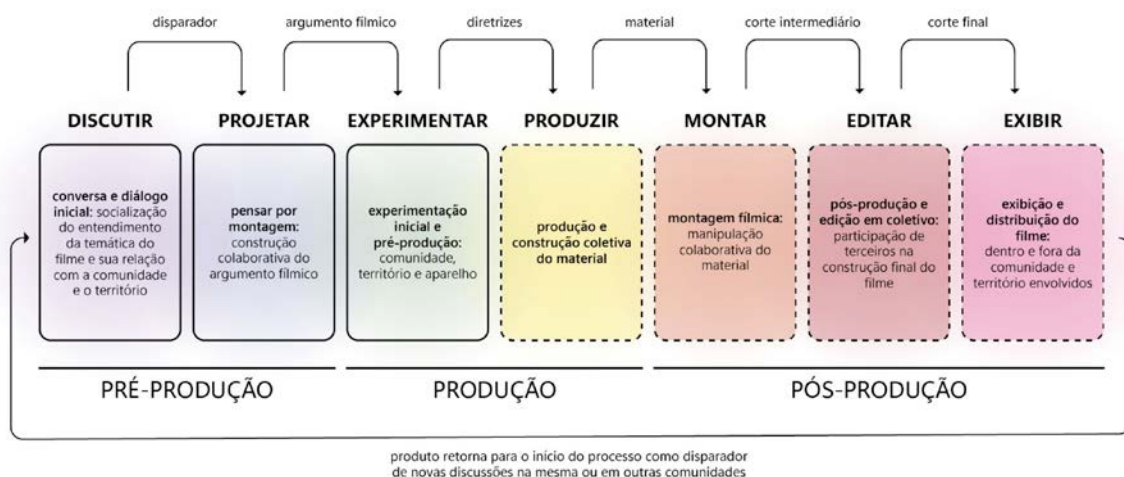 disparador
argumento fílmico
diretrizes
material
corte intermediário
corte final
DISCUTIR
PROJETAR
EXPERIMENTAR
PRODUZIR
MONTAR
EDITAR
EXIBIR
conversa e diálogo
inicial: socialização
do entendimento
da temática do
filme e sua relação
com a comunidade
e o território
pensar por
montagem:
construção
colaborativa do
argumento fílmico
experimentação
inicial e
pré-produção:
comunidade,
território e aparelho
produção e
construção coletiva
do material
montagem fílmica:
manipulação
colaborativa do
material
pós-produção e
edição em coletivo:
participação de
terceiros na
construção final do
filme
exibição e
distribuição do
filme:
dentro e fora da
comunidade e
território envolvidos
PRÉ-PRODUÇÃO
PRODUÇÃO
PÓS-PRODUÇÃO
produto retorna para o início do processo como disparador
de novas discussões na mesma ou em outras comunidades